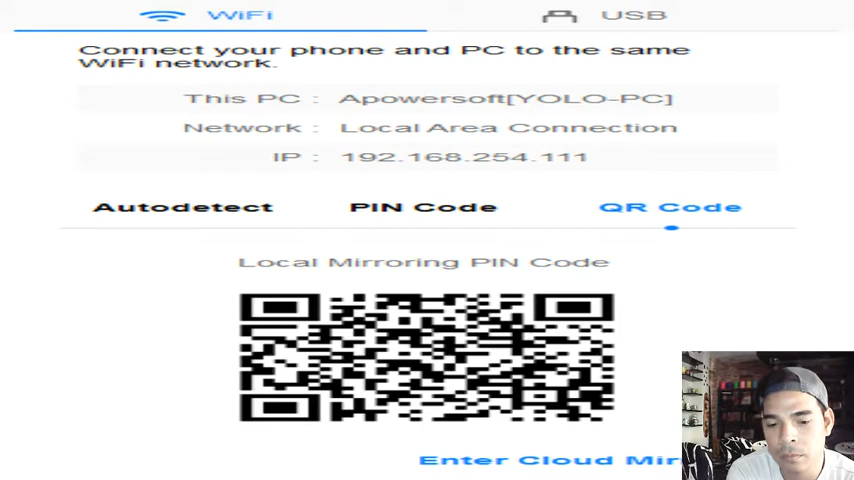 WiFi USB
Connect your phone and PC to the same
WiFi network.
This PC : Apowersoft[YOLO-PC]
Network : Local Area Connection
IP : 192.168.254.111
Autodetect PIN Code QR Code
Local Mirroring PIN Code
Enter Cloud Mir